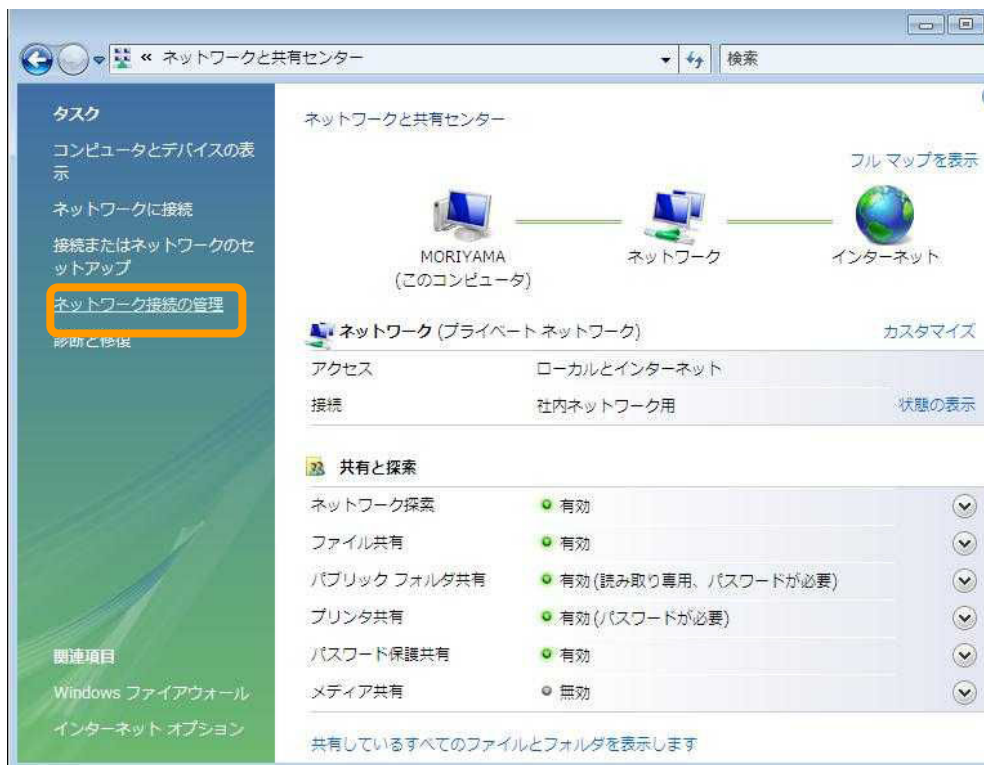 « ネットワークと共有センター
検索
タスク
コンピュータとデバイスの表
示
ネットワークに接続
接続またはネットワークのセ
ットアップ
ネットワーク接続の管理
診断と修復
関連項目
Windows ファイアウォール
インターネット オプション
ネットワークと共有センター
フル マップを表示
MORIYAMA
(このコンピュータ)
ネットワーク
インターネット
ネットワーク (プライベート ネットワーク) カスタマイズ
アクセス ローカルとインターネット
接続 社内ネットワーク用 状態の表示
共有と探索
ネットワーク探索 有効
ファイル共有 有効
パブリック フォルダ共有 有効 (読み取り専用、パスワードが必要)
プリンタ共有 有効 (パスワードが必要)
パスワード保護共有 有効
メディア共有 無効
共有しているすべてのファイルとフォルダを表示します